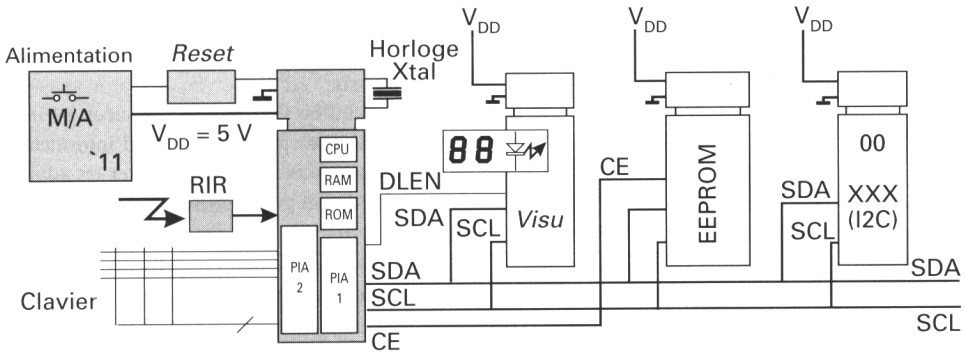 Alimentation
M/A
`11
Reset
V DD = 5 V
Horloge
Xtal
CPU
RAM
ROM
PIA
2
PIA
1
RIR
Clavier
DLEN
SDA
SCL
SDA
SCL
CE
V DD
88
Visu
V DD
CE
EEPROM
V DD
00
XXX
(I2C)
SDA
SCL
SDA
SCL